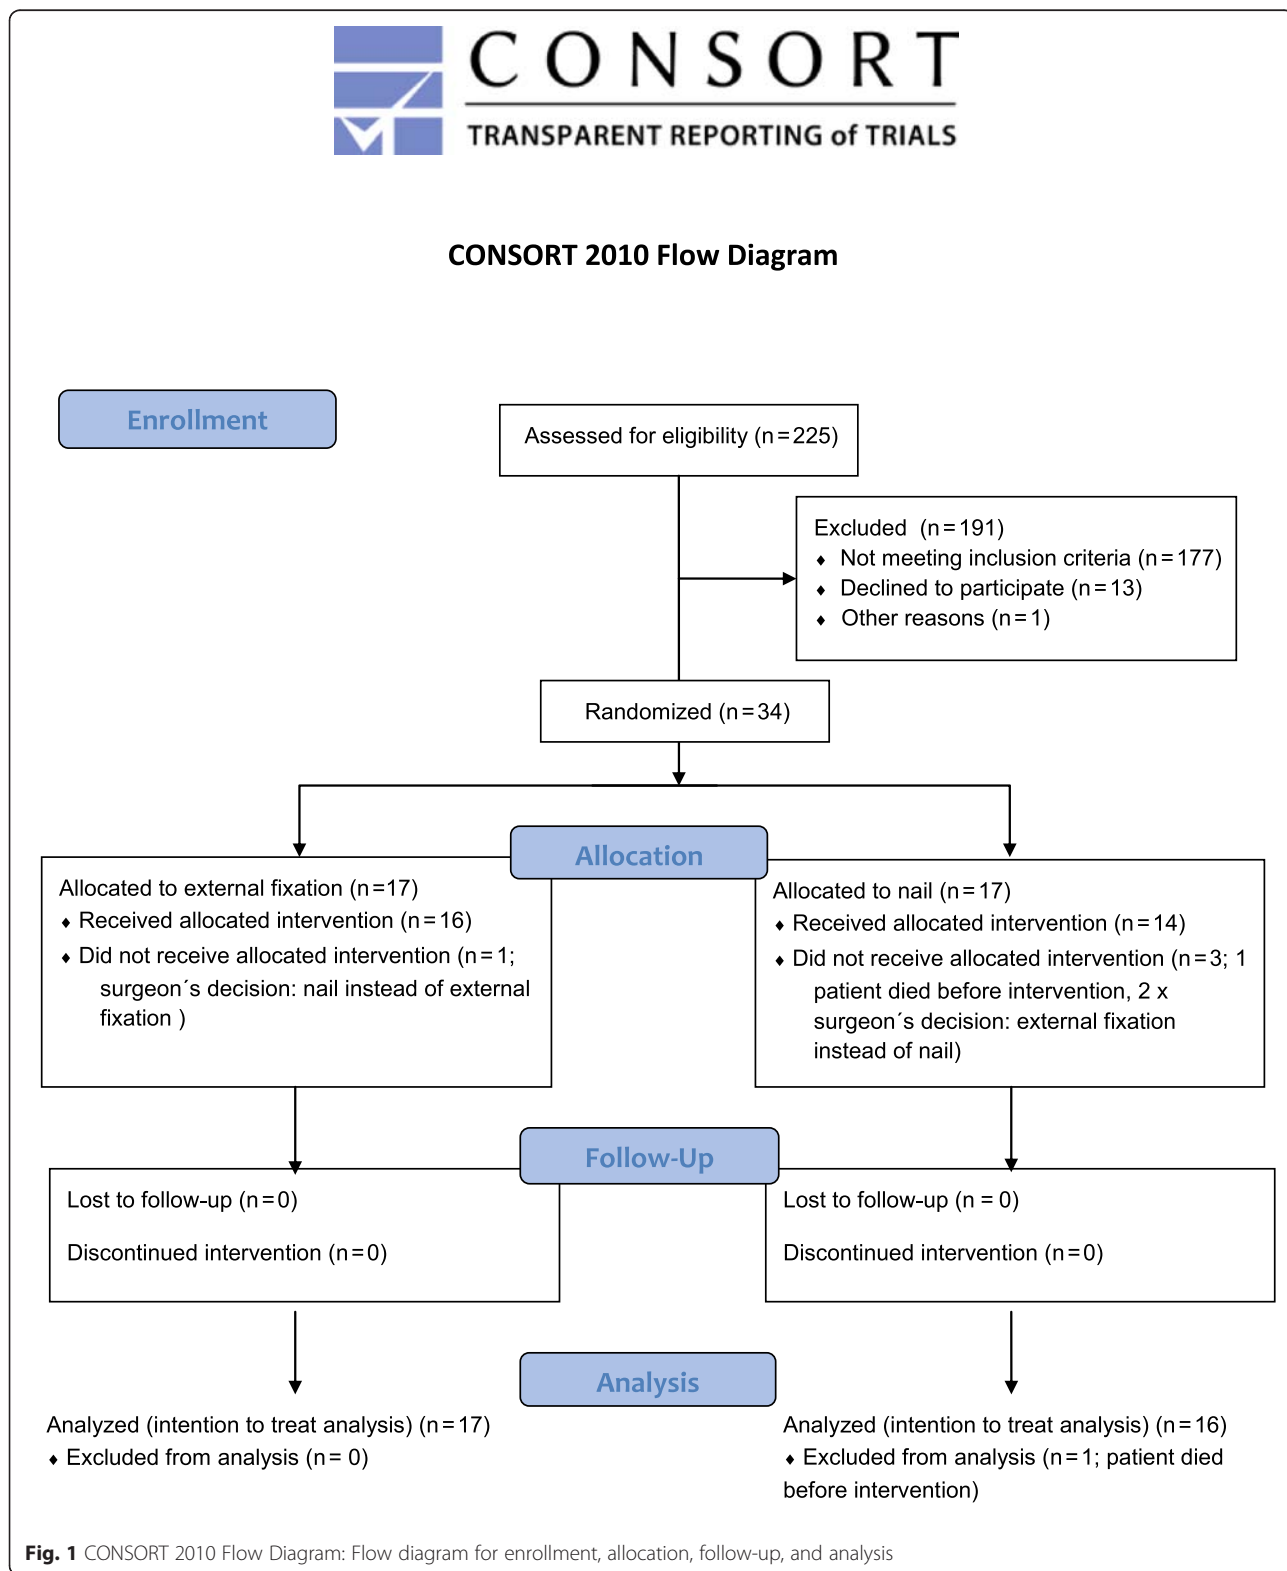 CONSORT
TRANSPARENT REPORTING of TRIALS
CONSORT 2010 Flow Diagram
Enrollment
Assessed for eligibility (n=225)
Excluded (n=191)
♦ Not meeting inclusion criteria (n=177)
♦ Declined to participate (n=13)
♦ Other reasons (n=1)
Randomized (n=34)
Allocation
Allocated to external fixation (n=17)
♦ Received allocated intervention (n=16)
♦ Did not receive allocated intervention (n=1;
surgeon´s decision: nail instead of external
fixation )
Allocated to nail (n=17)
♦ Received allocated intervention (n=14)
♦ Did not receive allocated intervention (n=3; 1
patient died before intervention, 2 x
surgeon´s decision: external fixation
instead of nail)
Follow-Up
Lost to follow-up (n=0)
Discontinued intervention (n=0)
Lost to follow-up (n = 0)
Discontinued intervention (n=0)
Analysis
Analyzed (intention to treat analysis) (n=17)
♦ Excluded from analysis (n= 0)
Analyzed (intention to treat analysis) (n=16)
♦ Excluded from analysis (n=1; patient died
before intervention)
Fig. 1 CONSORT 2010 Flow Diagram: Flow diagram for enrollment, allocation, follow-up, and analysis